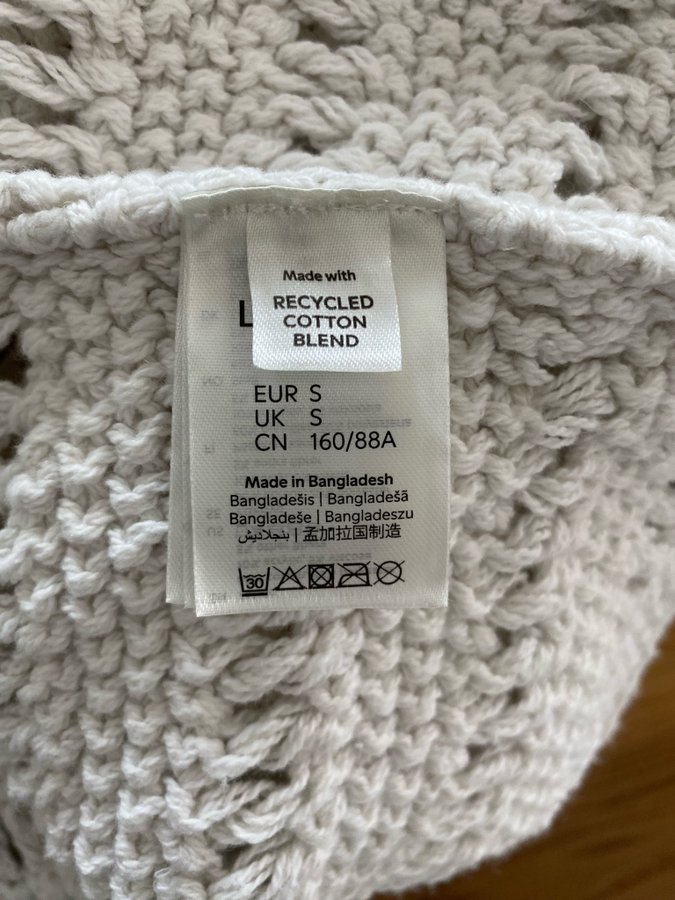 Made with
RECYCLED
COTTON
BLEND
L
EUR S
UK S
CN 160/88A
Made in Bangladesh
Bangladešis | Bangladešā
Bangladeše | Bangladeszu
بنجلاديش | 孟加拉国制造
30